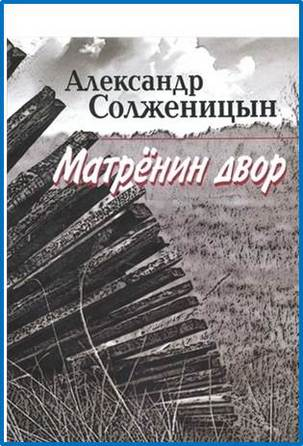 Александр
Солженицын
Матрёнин двор